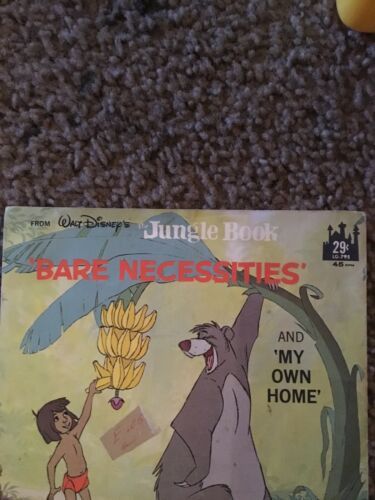 FROM WALT DISNEY'S Jungle Book
29¢
LG-795
45 RPM
'BARE NECESSITIES'
AND
'MY
OWN
HOME'